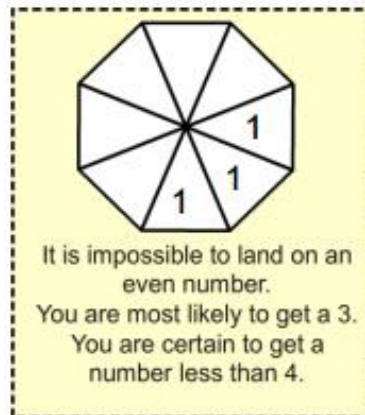 1
1
1
It is impossible to land on an
even number.
You are most likely to get a 3.
You are certain to get a
number less than 4.